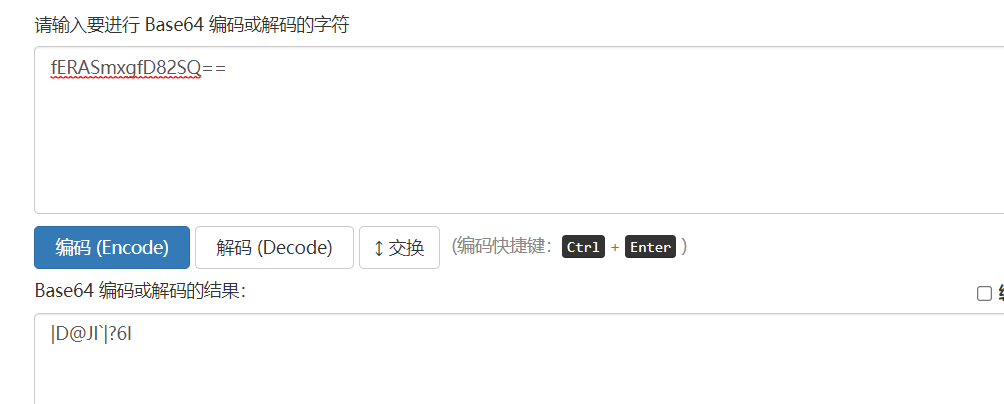 请输入要进行 Base64 编码或解码的字符
fERASmxgfD82SQ==
编码 (Encode) 解码 (Decode) ↕ 交换 (编码快捷键: Ctrl + Enter )
Base64 编码或解码的结果:
|D@Jl`|?6I